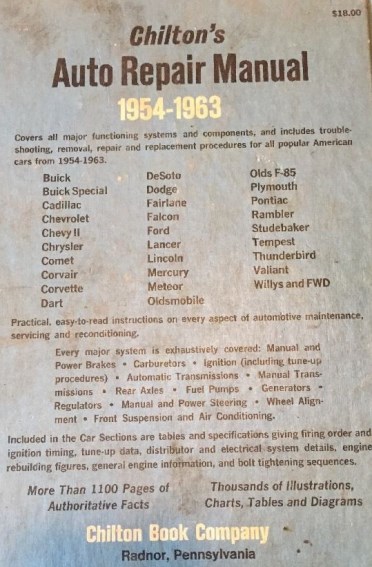 $18.00
Chilton's
Auto Repair Manual
1954-1963
Covers all major functioning systems and components, and includes trouble-
shooting, removal, repair and replacement procedures for all popular American
cars from 1954-1963.
Buick
Buick Special
Cadillac
Chevrolet
Chevy II
Chrysler
Comet
Corvair
Corvette
Dart
DeSoto
Dodge
Fairlane
Falcon
Ford
Lancer
Lincoln
Mercury
Meteor
Oldsmobile
Olds F-85
Plymouth
Pontiac
Rambler
Studebaker
Tempest
Thunderbird
Valiant
Willys and FWD
Practical, easy-to-read instructions on every aspect of automotive maintenance,
servicing and reconditioning.
Every major system is exhaustively covered: Manual and
Power Brakes • Carburetors • Ignition (including tune-up
procedures) • Automatic Transmissions • Manual Trans-
missions • Rear Axles • Fuel Pumps • Generators •
Regulators • Manual and Power Steering • Wheel Align-
ment • Front Suspension and Air Conditioning.
Included in the Car Sections are tables and specifications giving firing order and
ignition timing, tune-up data, distributor and electrical system details, engine
rebuilding figures, general engine information, and bolt tightening sequences.
More Than 1100 Pages of
Authoritative Facts
Thousands of Illustrations,
Charts, Tables and Diagrams
Chilton Book Company
Radnor, Pennsylvania